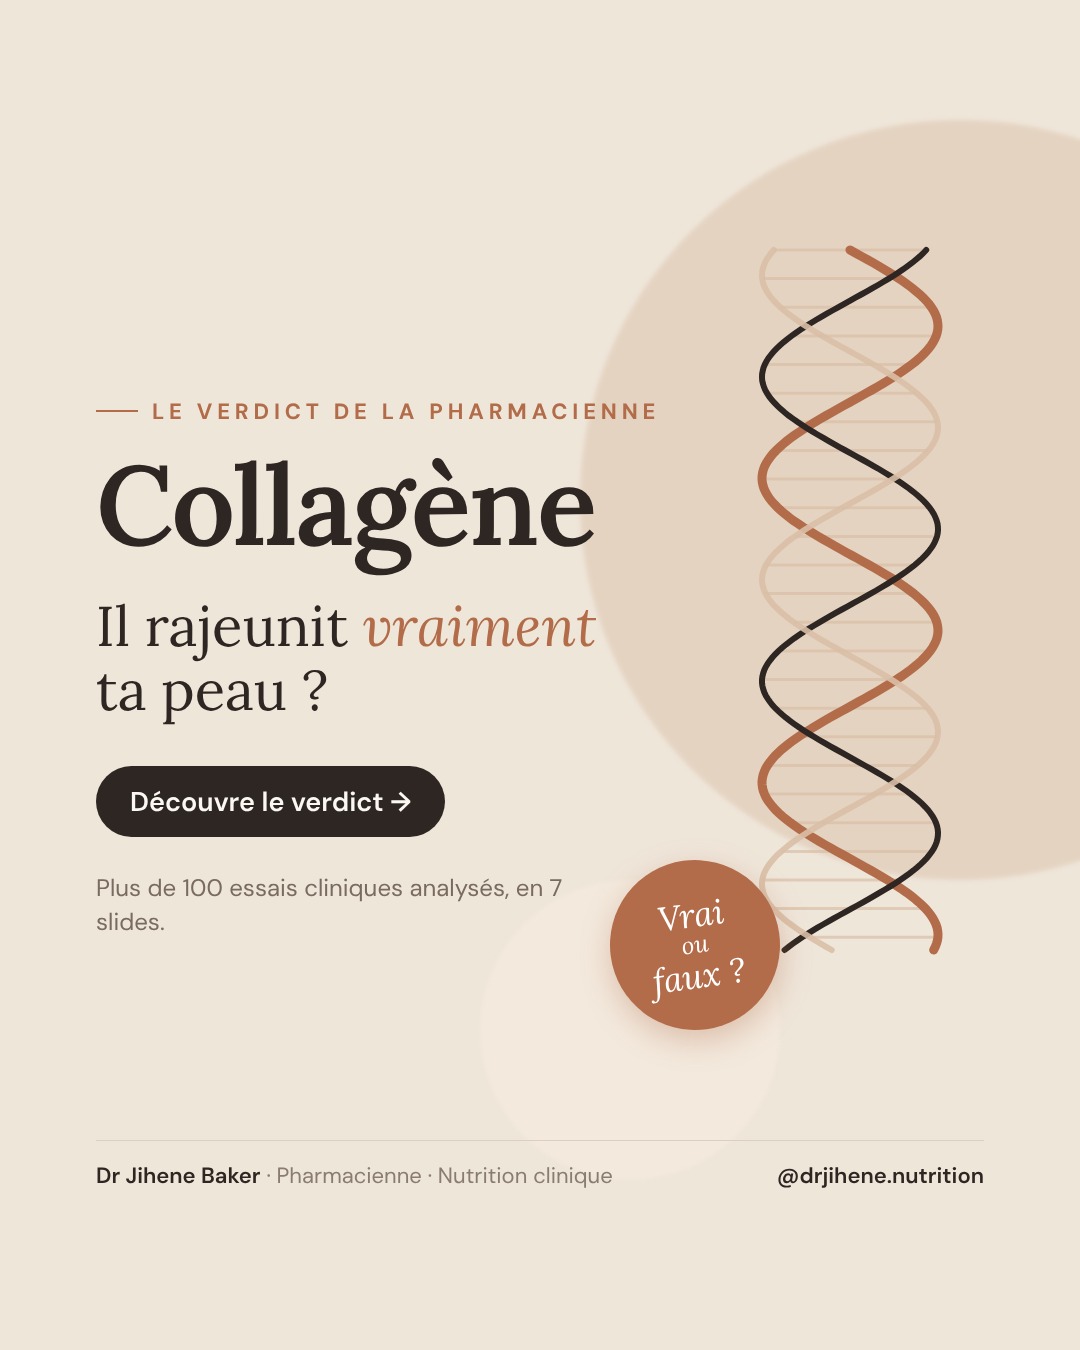 LE VERDICT DE LA PHARMACIENNE
Collagène
Il rajeunit vraiment
ta peau ?
Découvre le verdict →
Plus de 100 essais cliniques analysés, en 7
slides.
Vrai
ou
faux ?
Dr Jihene Baker · Pharmacienne · Nutrition clinique
@drjihene.nutrition